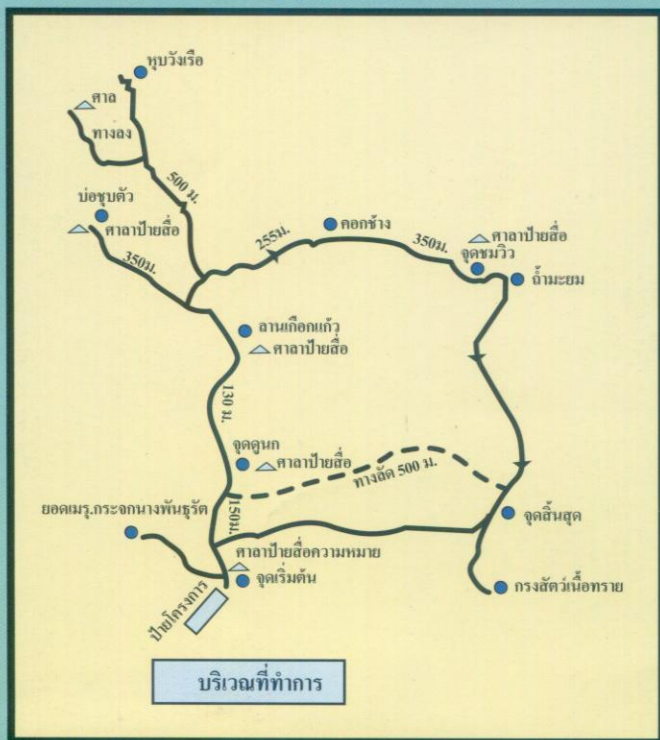 หุบวังเรือ
ศาล
ทางลง
500 ม.
บ่อชุบตัว
ศาลาป้ายสื่อ
350ม.
255ม.
คอกช้าง
350ม.
ศาลาป้ายสื่อ
จุดชมวิว
ถ้ำมะยม
ลานเกือกแก้ว
ศาลาป้ายสื่อ
130 ม.
จุดดูนก
ศาลาป้ายสื่อ
ทางลัด 500 ม.
ยอดเมรุ.กระจกนางพันธุรัต
150ม.
จุดสิ้นสุด
ศาลาป้ายสื่อความหมาย
จุดเริ่มต้น
กรงสัตว์เนื้อทราย
ป้ายโครงการ
บริเวณที่ทำการ